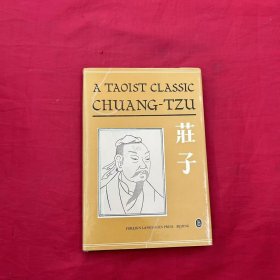 A TAOIST CLASSIC
CHUANG-TZU
莊
子
FOREIGN LANGUAGES PRESS BEIJING